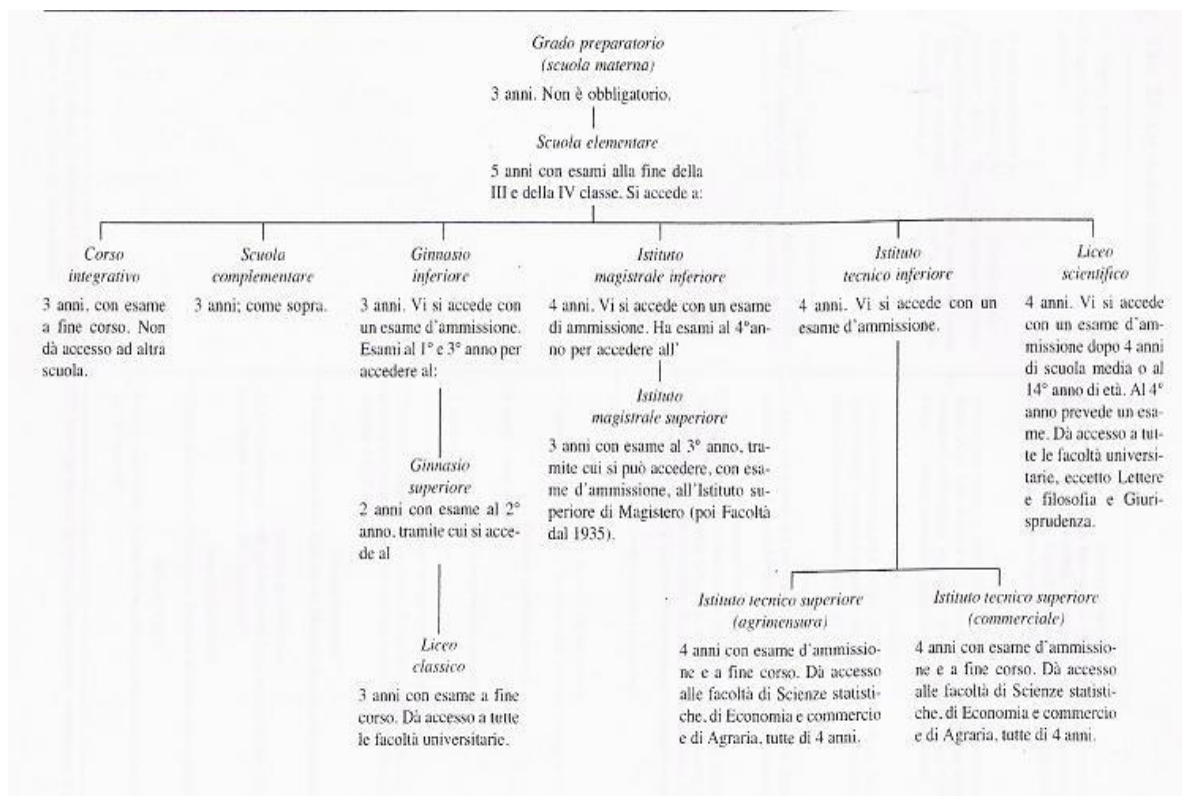 Grado preparatorio
(scuola materna)
3 anni. Non è obbligatorio.
Scuola elementare
5 anni con esami alla fine della
III e della IV classe. Si accede a:
Corso
integrativo
3 anni, con esame
a fine corso. Non
dà accesso ad altra
scuola.
Scuola
complementare
3 anni; come sopra.
Ginnasio
inferiore
3 anni. Vi si accede con
un esame d'ammissione.
Esami al 1° e 3° anno per
accedere al:
Ginnasio
superiore
2 anni con esame al 2°
anno, tramite cui si acce-
de al
Liceo
classico
3 anni con esame a fine
corso. Dà accesso a tutte
le facoltà universitarie.
Istituto
magistrale inferiore
4 anni. Vi si accede con un esame
di ammissione. Ha esami al 4°an-
no per accedere all'
Istituto
magistrale superiore
3 anni con esame al 3° anno, tra-
mite cui si può accedere, con esa-
me d'ammissione, all'Istituto su-
periore di Magistero (poi Facoltà
dal 1935).
Istituto
tecnico inferiore
4 anni. Vi si accede con un
esame d'ammissione.
Istituto tecnico superiore
(agrimensura)
4 anni con esame d'ammissio-
ne e a fine corso. Dà accesso
alle facoltà di Scienze statisti-
che, di Economia e commercio
e di Agraria, tutte di 4 anni.
Istituto tecnico superiore
(commerciale)
4 anni con esame d'ammissio-
ne e a fine corso. Dà accesso
alle facoltà di Scienze statisti-
che, di Economia e commercio
e di Agraria, tutte di 4 anni.
Liceo
scientifico
4 anni. Vi si accede
con un esame d'am-
missione dopo 4 anni
di scuola media o al
14° anno di età. Al 4°
anno prevede un esa-
me. Dà accesso a tut-
te le facoltà universi-
tarie, eccetto Lettere
e filosofia e Giuri-
sprudenza.